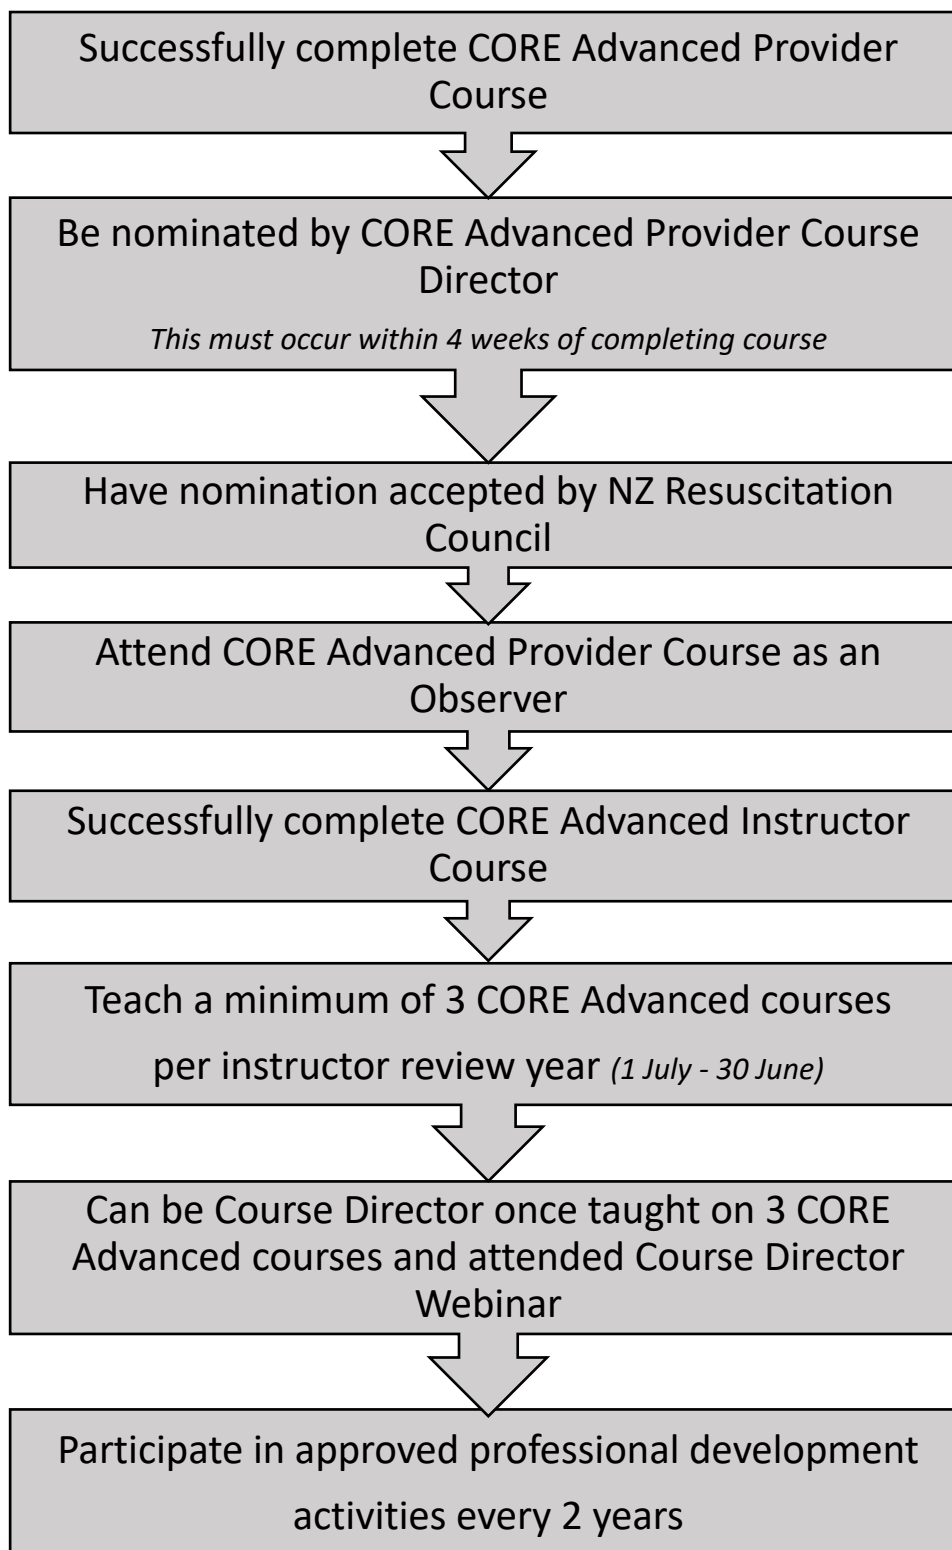 Successfully complete CORE Advanced Provider
Course
Be nominated by CORE Advanced Provider Course
Director
This must occur within 4 weeks of completing course
Have nomination accepted by NZ Resuscitation
Council
Attend CORE Advanced Provider Course as an
Observer
Successfully complete CORE Advanced Instructor
Course
Teach a minimum of 3 CORE Advanced courses
per instructor review year (1 July - 30 June)
Can be Course Director once taught on 3 CORE
Advanced courses and attended Course Director
Webinar
Participate in approved professional development
activities every 2 years